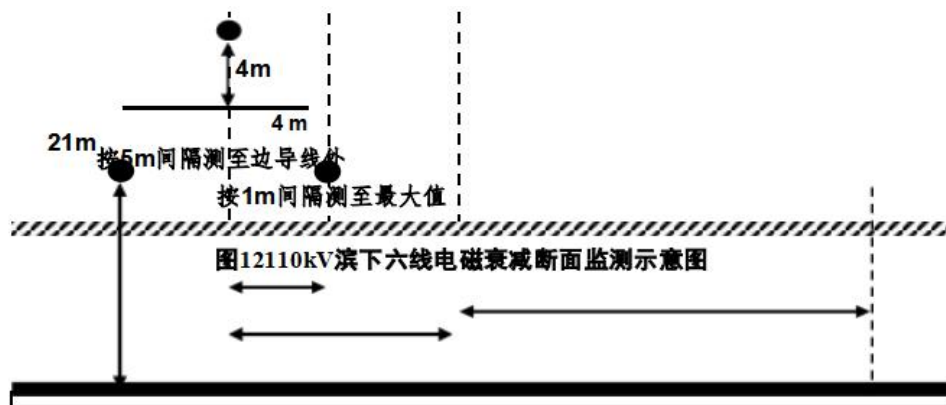 4m
4 m
21m
按5m间隔测至边导线外
按1m间隔测至最大值
图12110kV滨下六线电磁衰减断面监测示意图